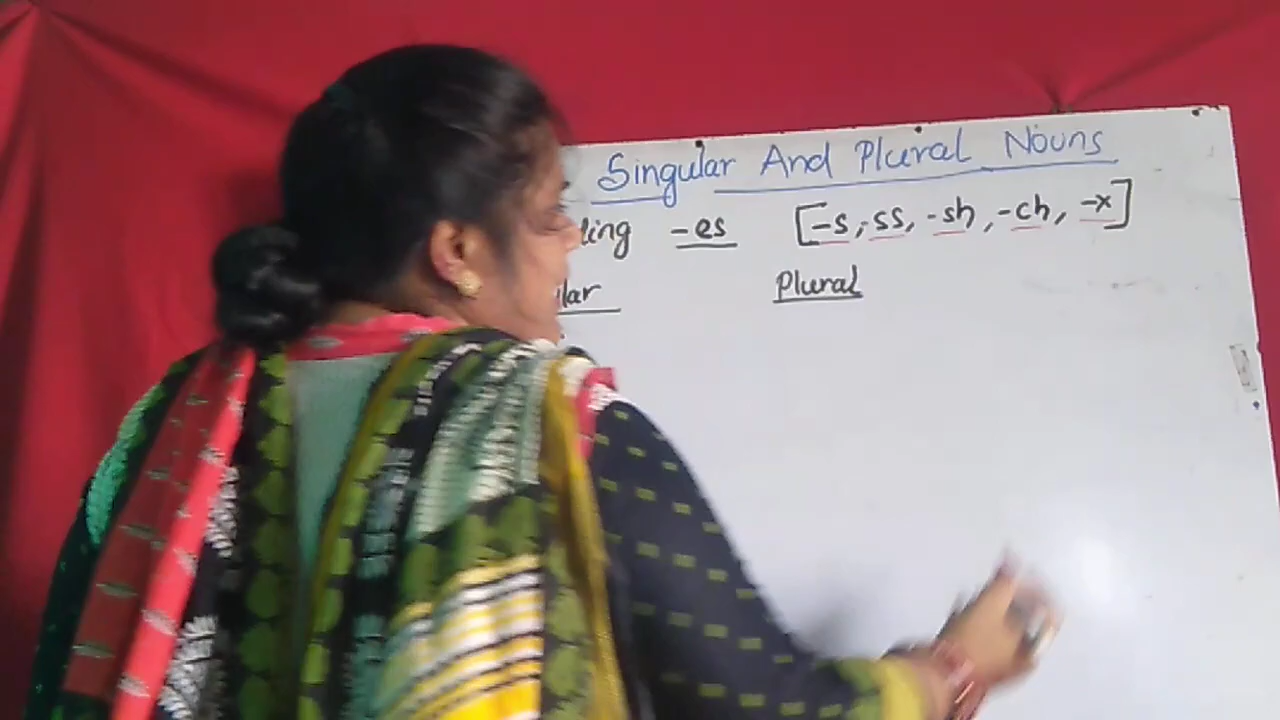 Singular And Plural Nouns
ding -es [-s, -ss, -sh, -ch, -x]
lar Plural